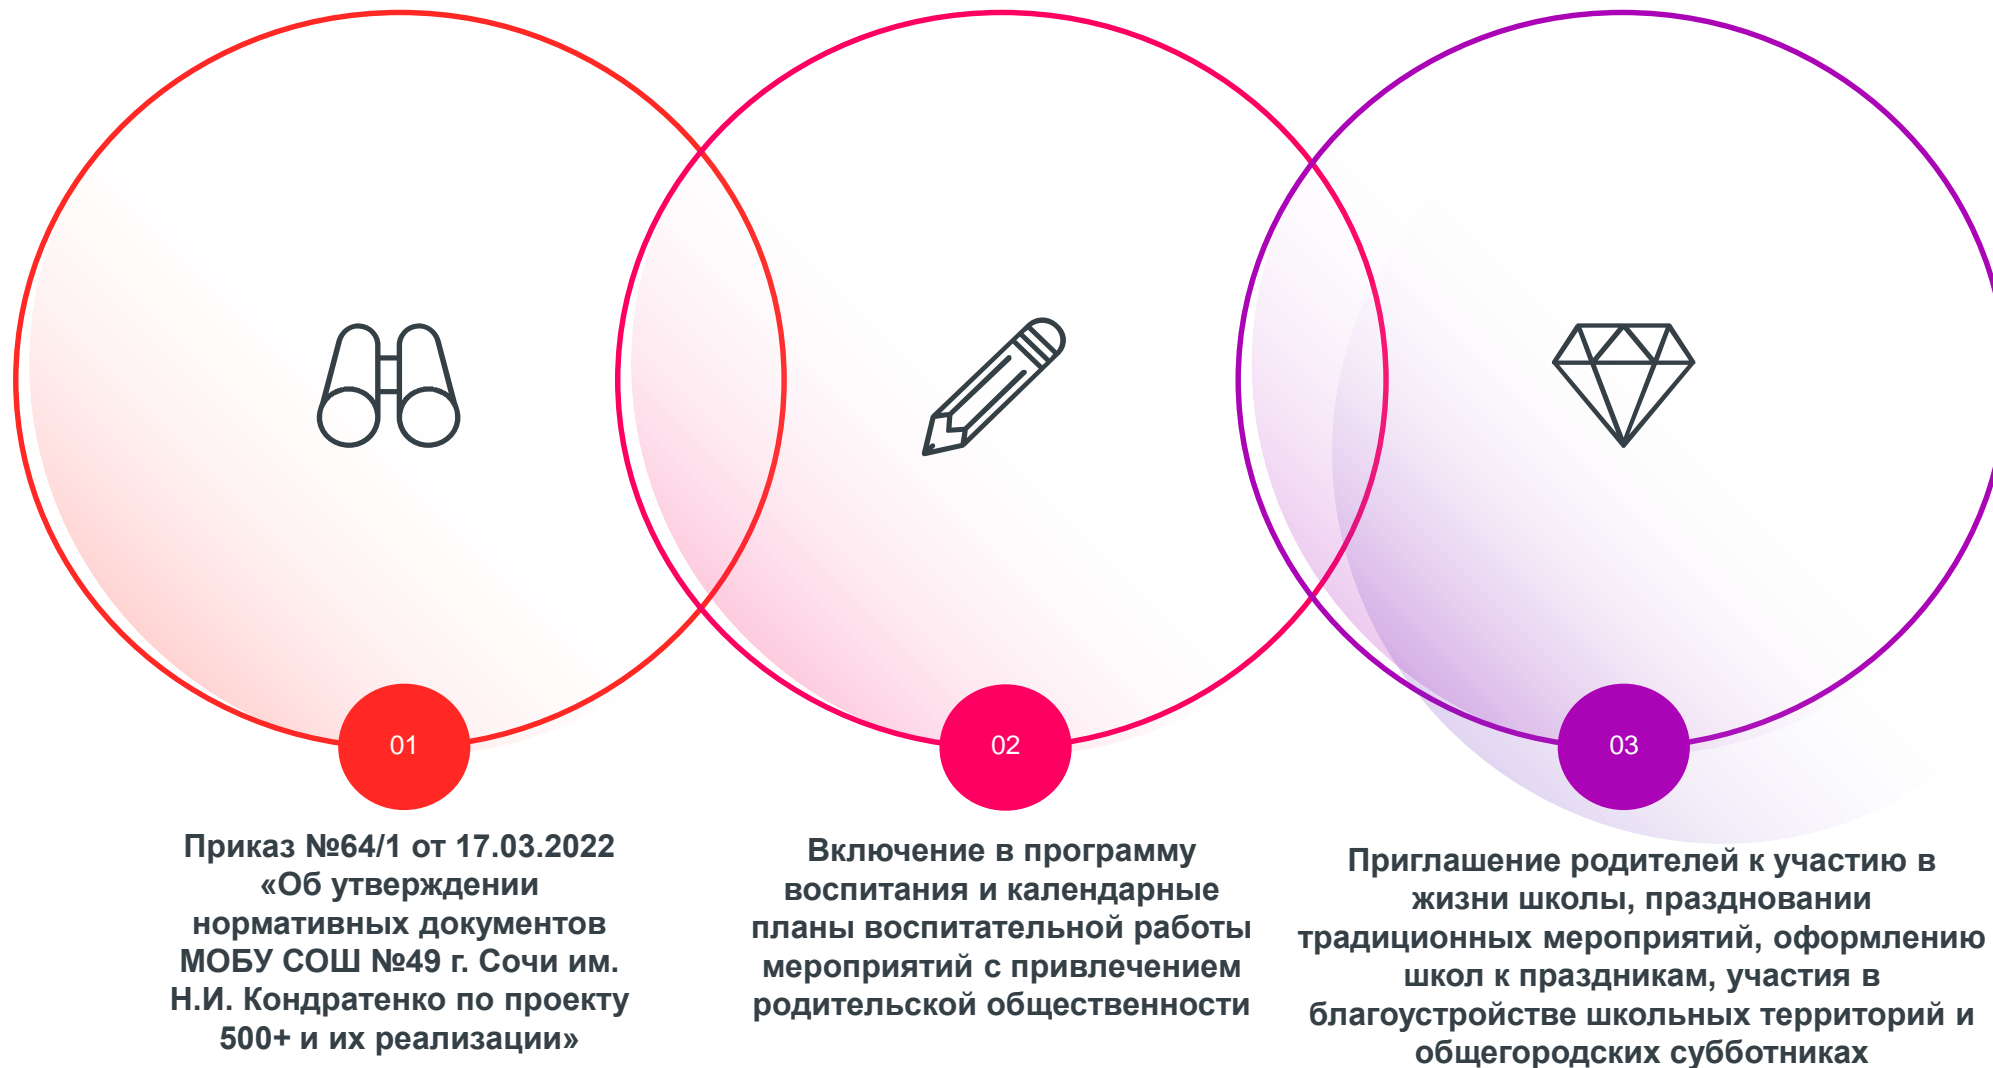 01
Приказ №64/1 от 17.03.2022
«Об утверждении
нормативных документов
МОБУ СОШ №49 г. Сочи им.
Н.И. Кондратенко по проекту
500+ и их реализации»
02
Включение в программу
воспитания и календарные
планы воспитательной работы
мероприятий с привлечением
родительской общественности
03
Приглашение родителей к участию в
жизни школы, праздновании
традиционных мероприятий, оформлению
школ к праздникам, участия в
благоустройстве школьных территорий и
общегородских субботниках